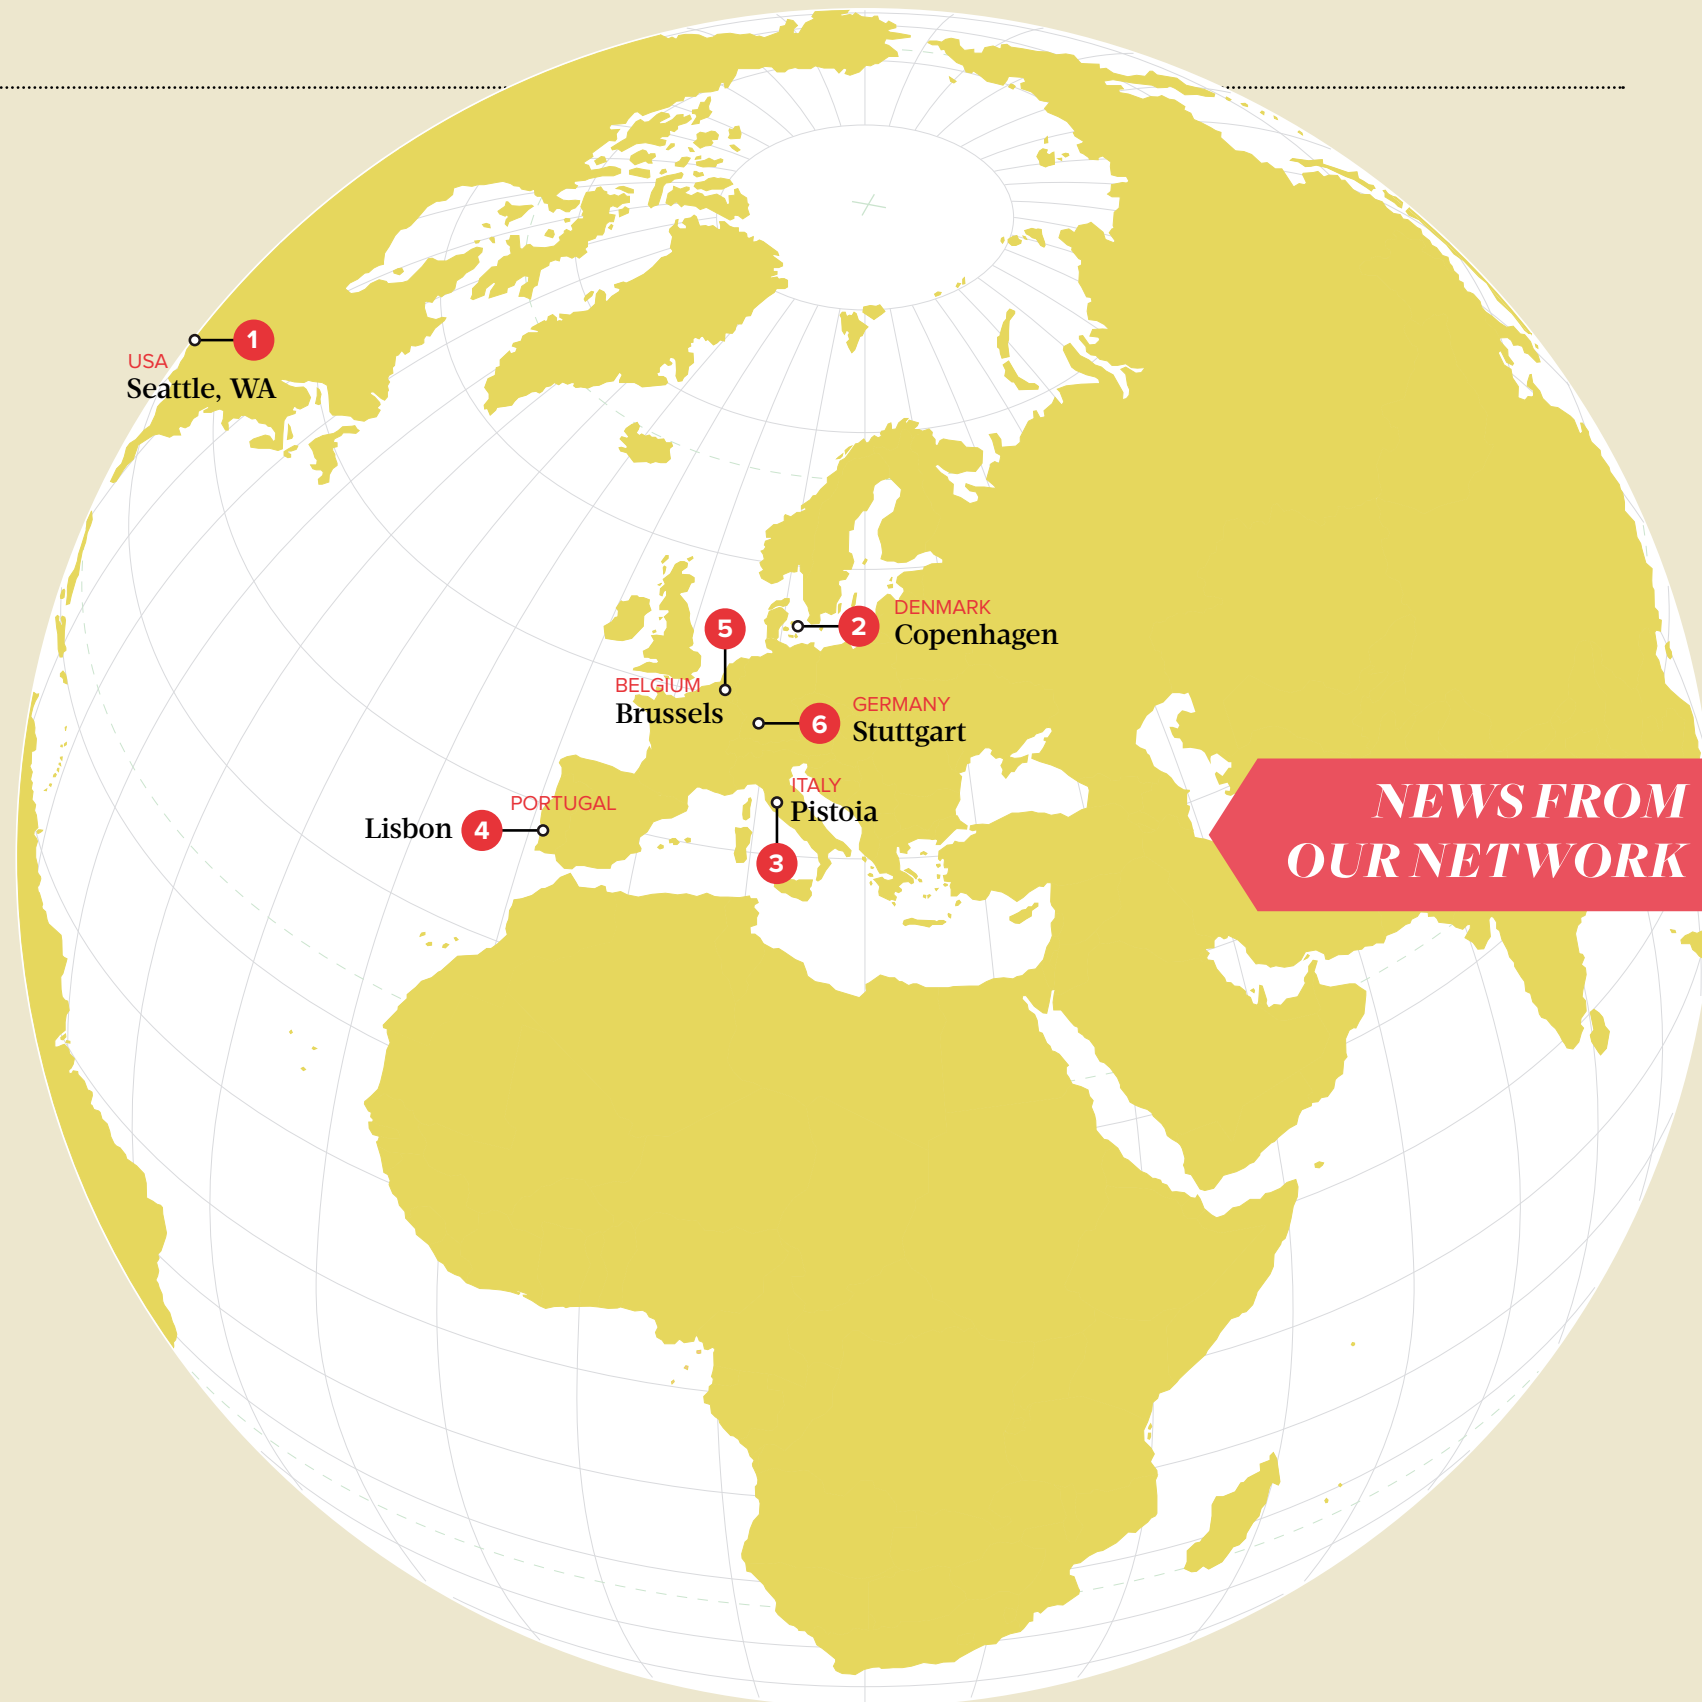 1
USA
Seattle, WA
2
DENMARK
Copenhagen
5
BELGIUM
Brussels
6
GERMANY
Stuttgart
ITALY
Pistoia
3
PORTUGAL
Lisbon
4
NEWS FROM
OUR NETWORK